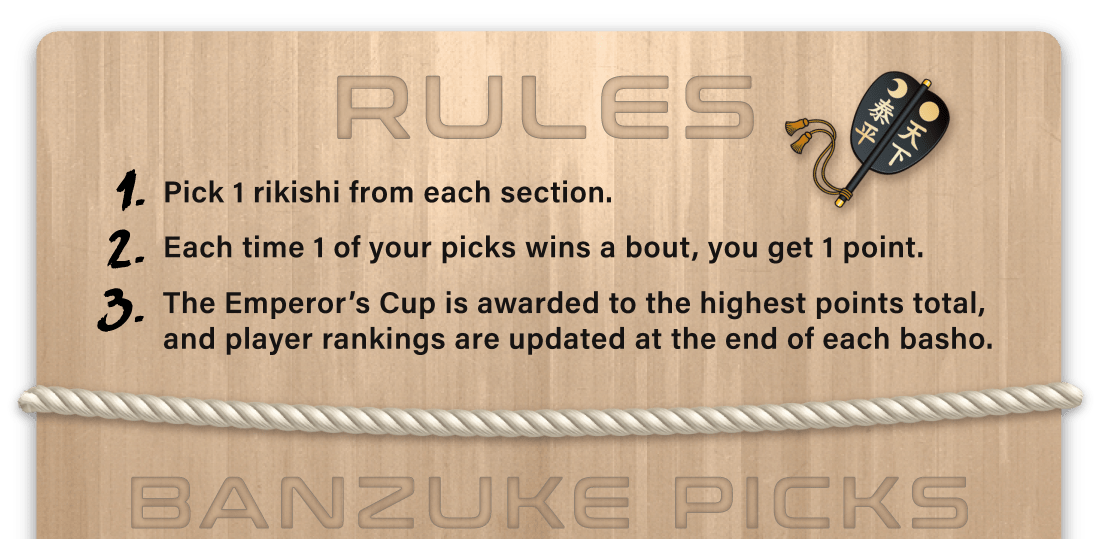 RULES
天下
泰平
1. Pick 1 rikishi from each section.
2. Each time 1 of your picks wins a bout, you get 1 point.
3. The Emperor's Cup is awarded to the highest points total,
and player rankings are updated at the end of each basho.
BANZUKE PICKS